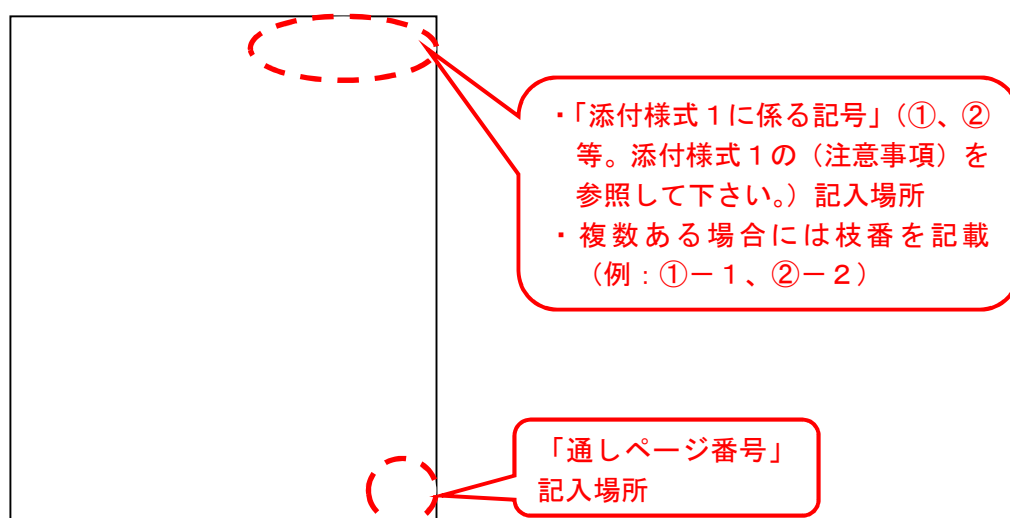 ・「添付様式１に係る記号」（①、②
等。添付様式１の（注意事項）を
参照して下さい。）記入場所
・複数ある場合には枝番を記載
（例：①－１、②－２）
「通しページ番号」
記入場所